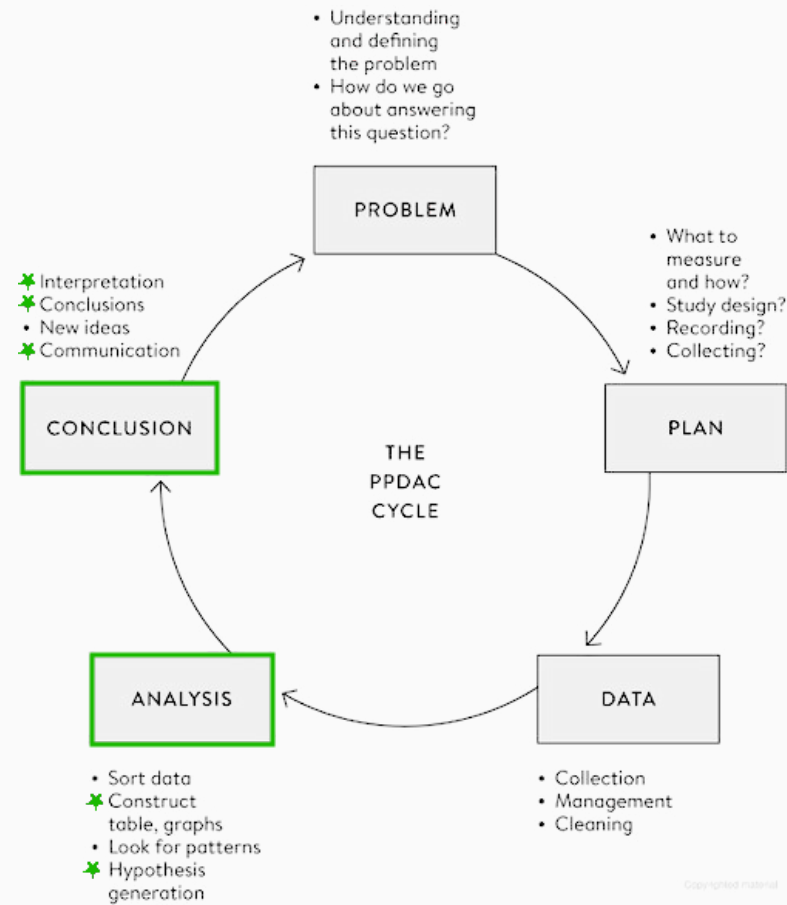 • Understanding
and defining
the problem
• How do we go
about answering
this question?
PROBLEM
• What to
measure
and how?
• Study design?
• Recording?
• Collecting?
PLAN
• Collection
• Management
• Cleaning
DATA
ANALYSIS
• Sort data
Construct
table, graphs
• Look for patterns
Hypothesis
generation
Interpretation
Conclusions
• New ideas
Communication
CONCLUSION
THE
PPDAC
CYCLE
Copyrighted material